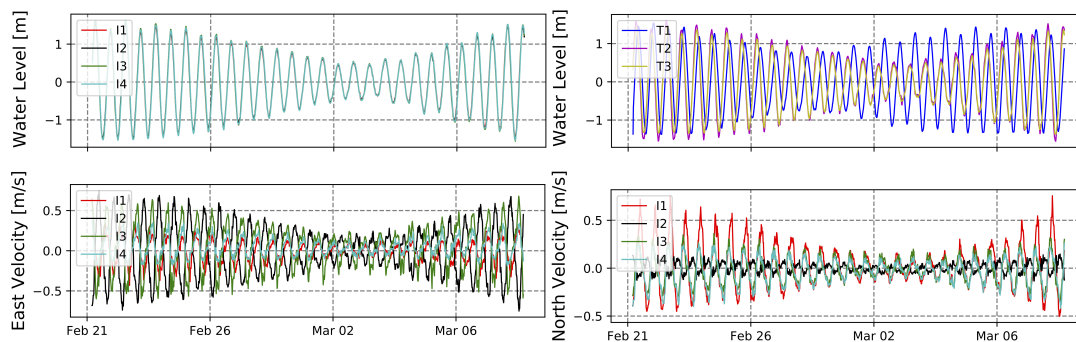 Water Level [m]
1
0
−1
I1
I2
I3
I4
Water Level [m]
1
0
−1
T1
T2
T3
East Velocity [m/s]
0.5
0.0
−0.5
I1
I2
I3
I4
Feb 21 Feb 26 Mar 02 Mar 06
North Velocity [m/s]
0.5
0.0
−0.5
I1
I2
I3
I4
Feb 21 Feb 26 Mar 02 Mar 06